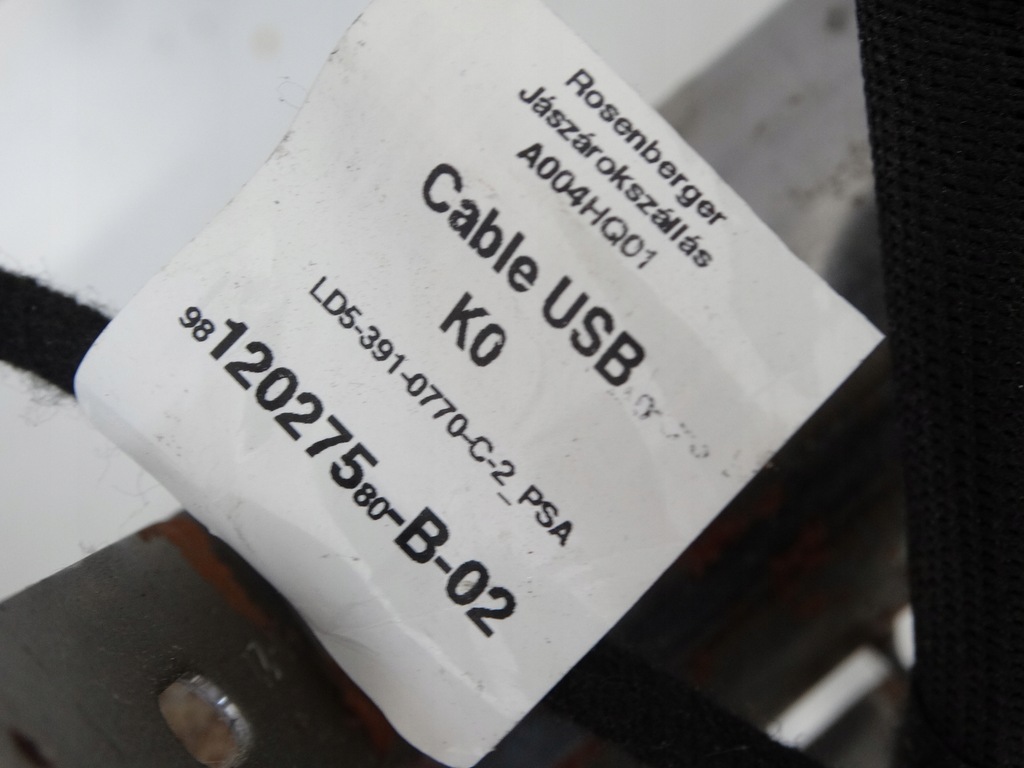 Rosenberger
Jászárokszállás
A004HQ01
Cable USB
K0
LD5-391-0770-C-2_PSA
9812027580-B-02